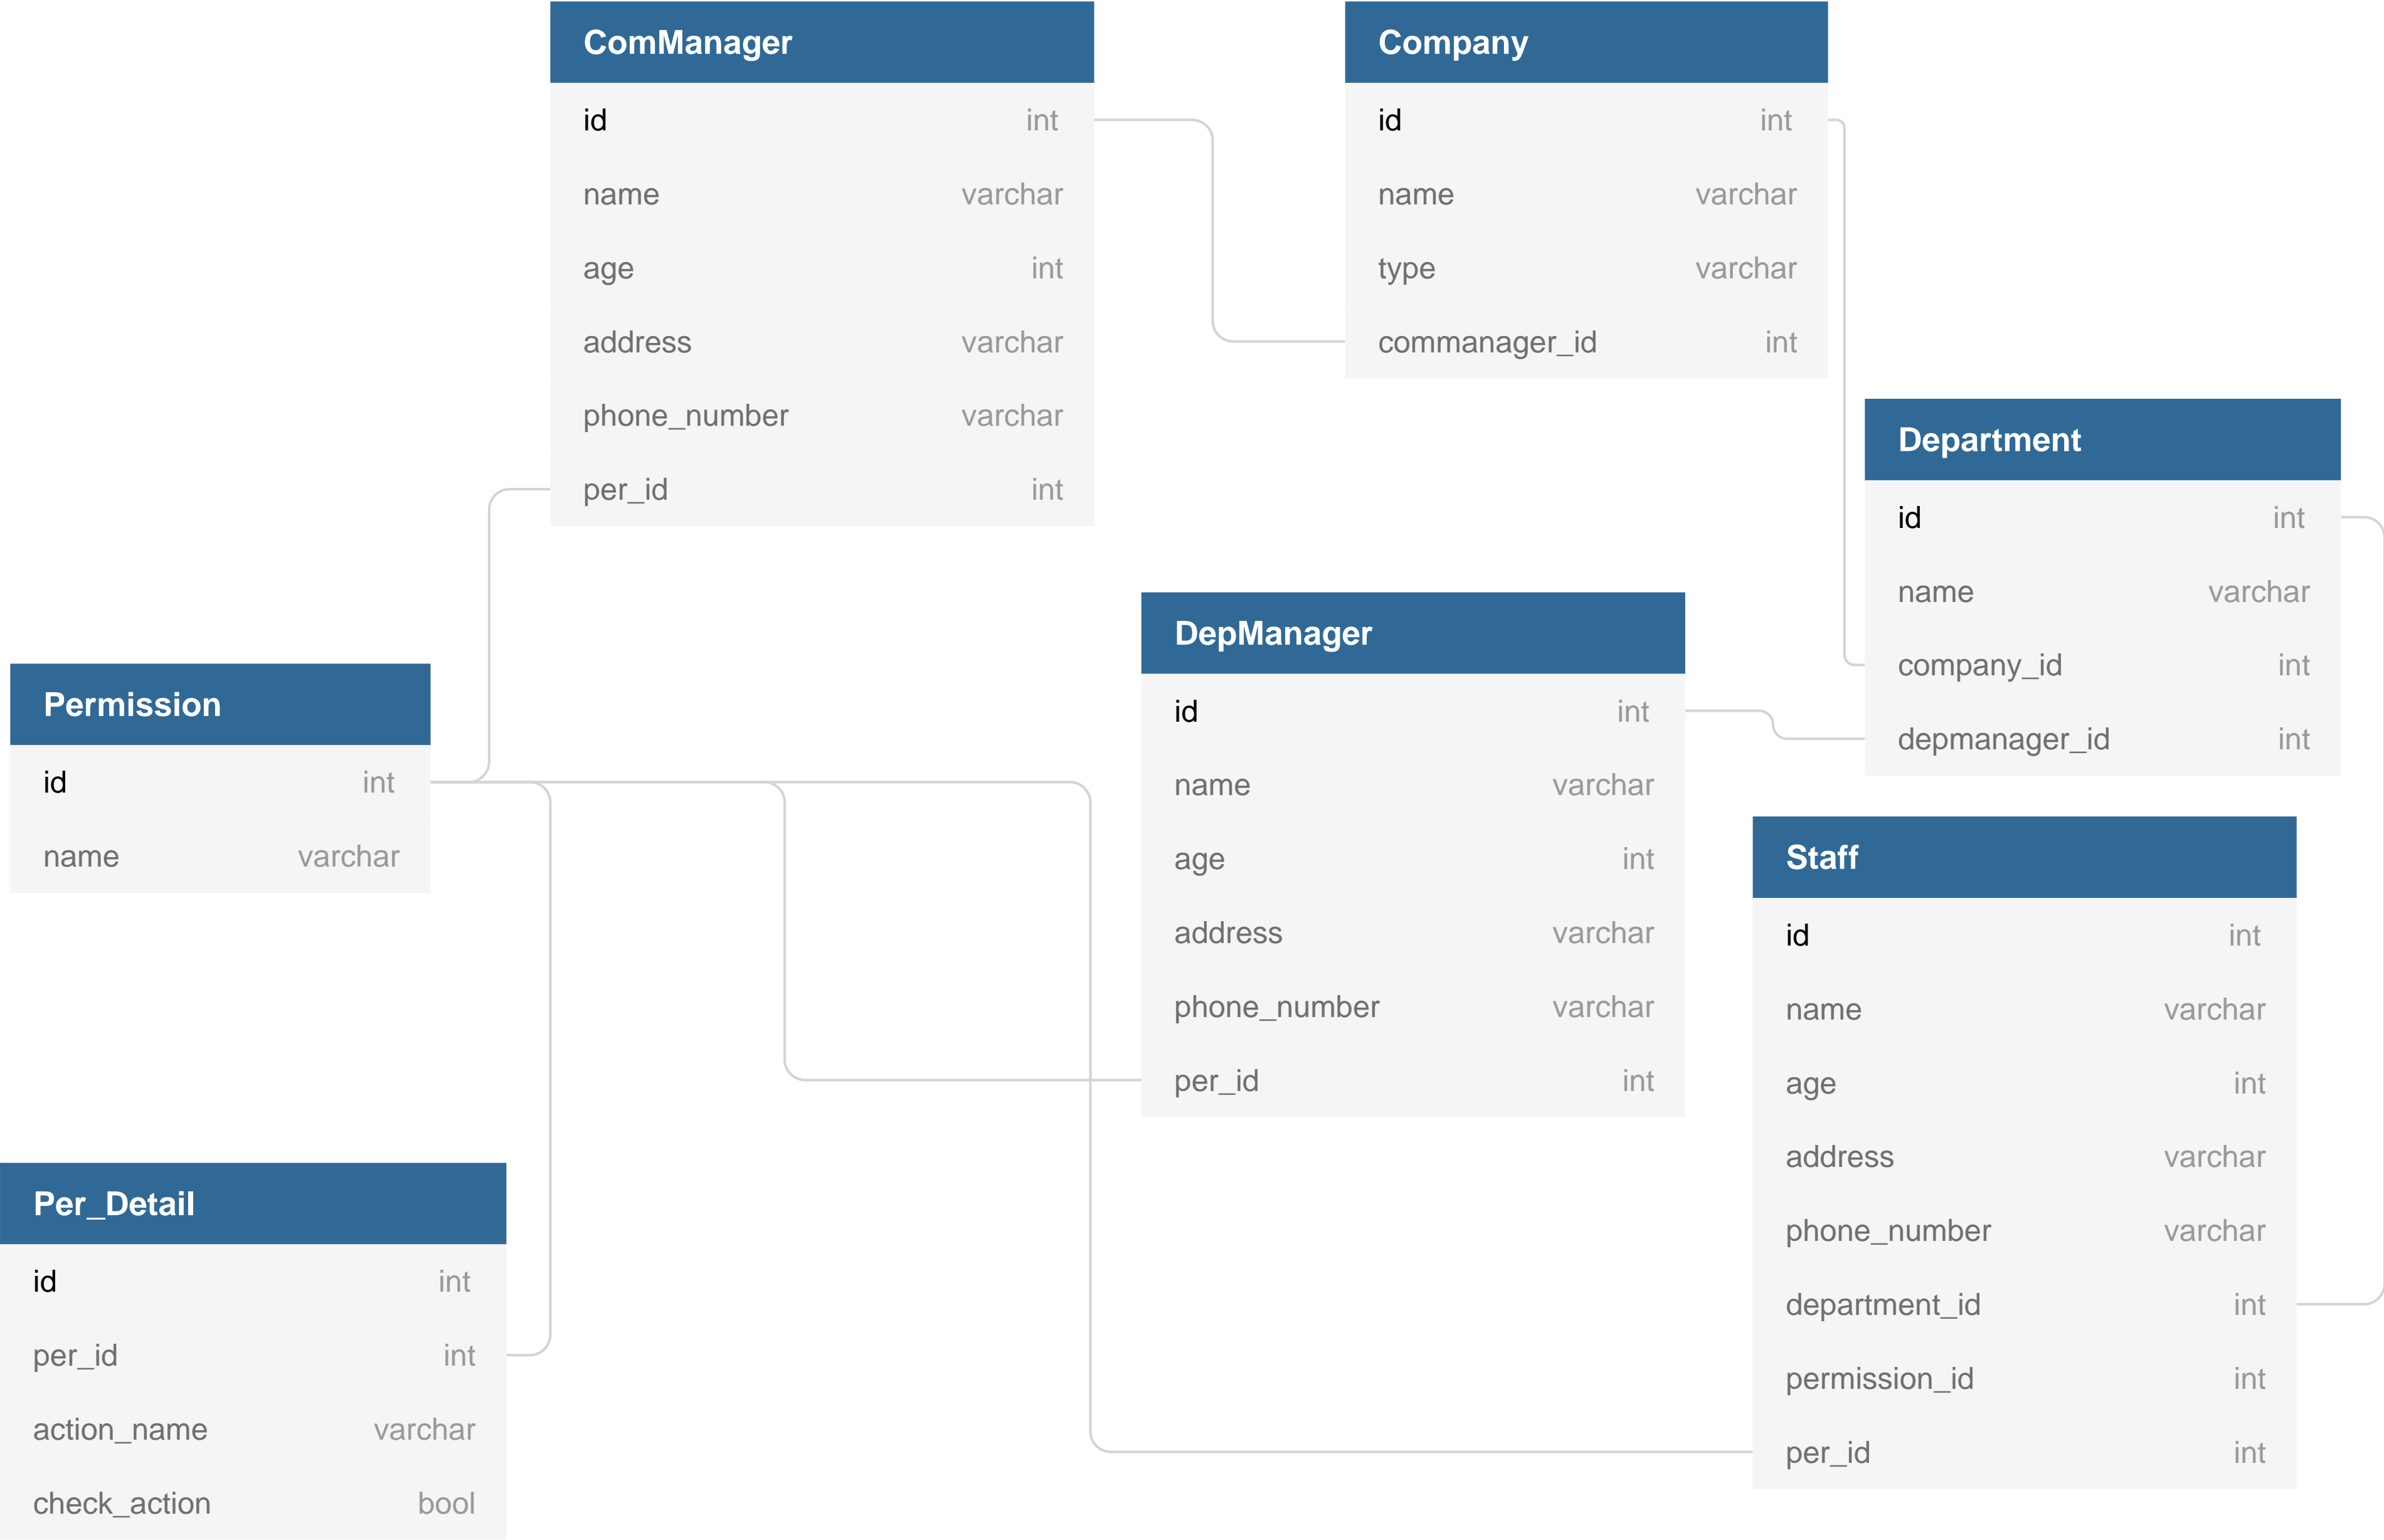 ComManager
id int
name varchar
age int
address varchar
phone_number varchar
per_id int
Company
id int
name varchar
type varchar
commanager_id int
Department
id int
name varchar
company_id int
depmanager_id int
DepManager
id int
name varchar
age int
address varchar
phone_number varchar
per_id int
Permission
id int
name varchar
Staff
id int
name varchar
age int
address varchar
phone_number varchar
department_id int
permission_id int
per_id int
Per_Detail
id int
per_id int
action_name varchar
check_action bool